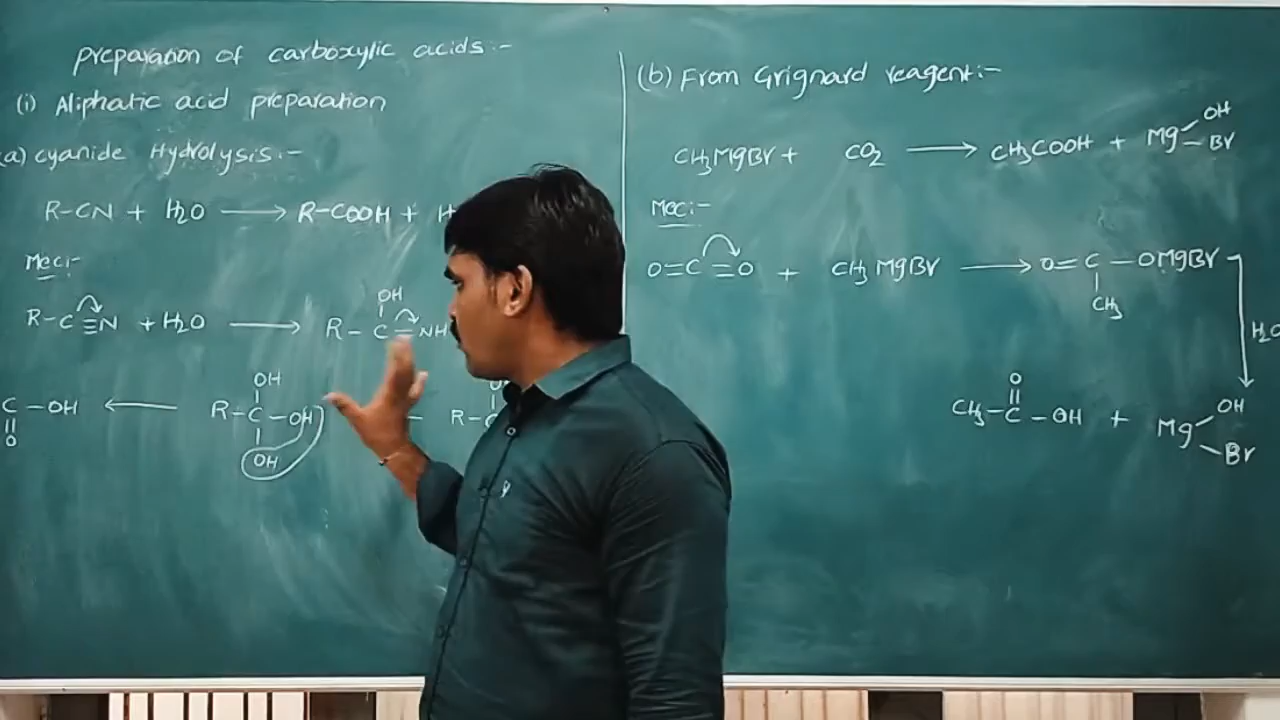 preparation of carboxylic acids:-
(i) Aliphatic acid preparation
(a) cyanide Hydrolysis:-
R-CN + H2O ⟶ R-COOH + H
Mec:-
R-C≡N + H2O ⟶ R-C=NH
OH
R-C
R-C-OH
OH
OH
C-OH
O
(b) From Grignard reagent:-
CH3MgBr + CO2 ⟶ CH3COOH + Mg
OH
Br
Mec:-
O=C=O + CH3MgBr ⟶ O=C-OMgBr
CH3
H2O
O
CH3-C-OH + Mg
OH
Br